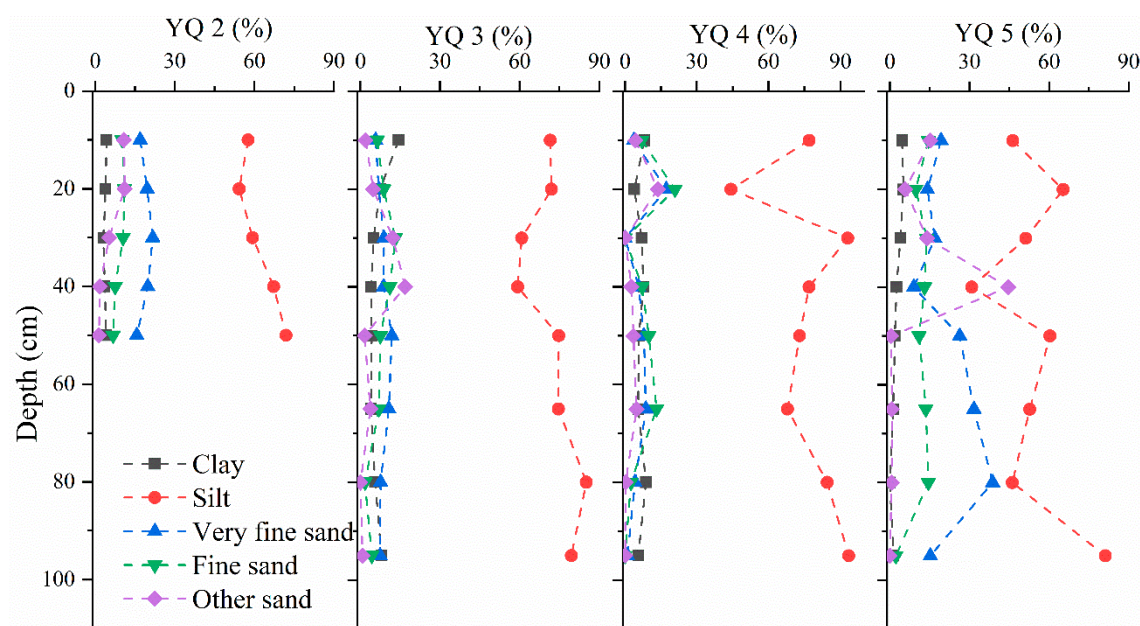 YQ 2 (%)
YQ 3 (%)
YQ 4 (%)
YQ 5 (%)
0 30 60 90
0 30 60 90
0 30 60 90
0 30 60 90
0
20
40
60
80
100
Depth (cm)
Clay
Silt
Very fine sand
Fine sand
Other sand